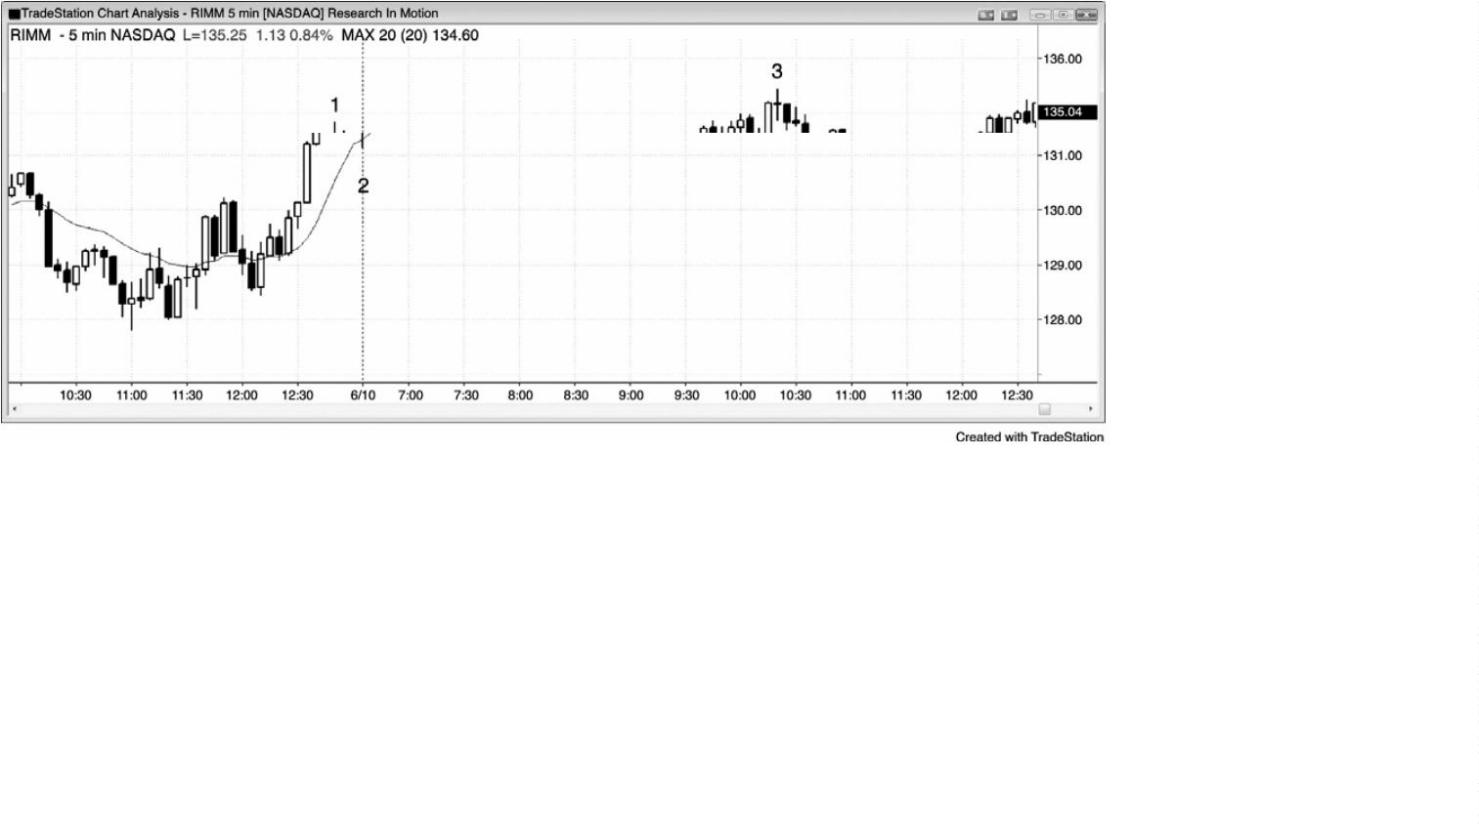 TradeStation Chart Analysis - RIMM 5 min [NASDAQ] Research In Motion
RIMM - 5 min NASDAQ L=135.25 1.13 0.84% MAX 20 (20) 134.60
136.00
3
1
135.04
131.00
2
130.00
129.00
128.00
10:30 11:00 11:30 12:00 12:30 6/10 7:00 7:30 8:00 8:30 9:00 9:30 10:00 10:30 11:00 11:30 12:00 12:30
Created with TradeStation